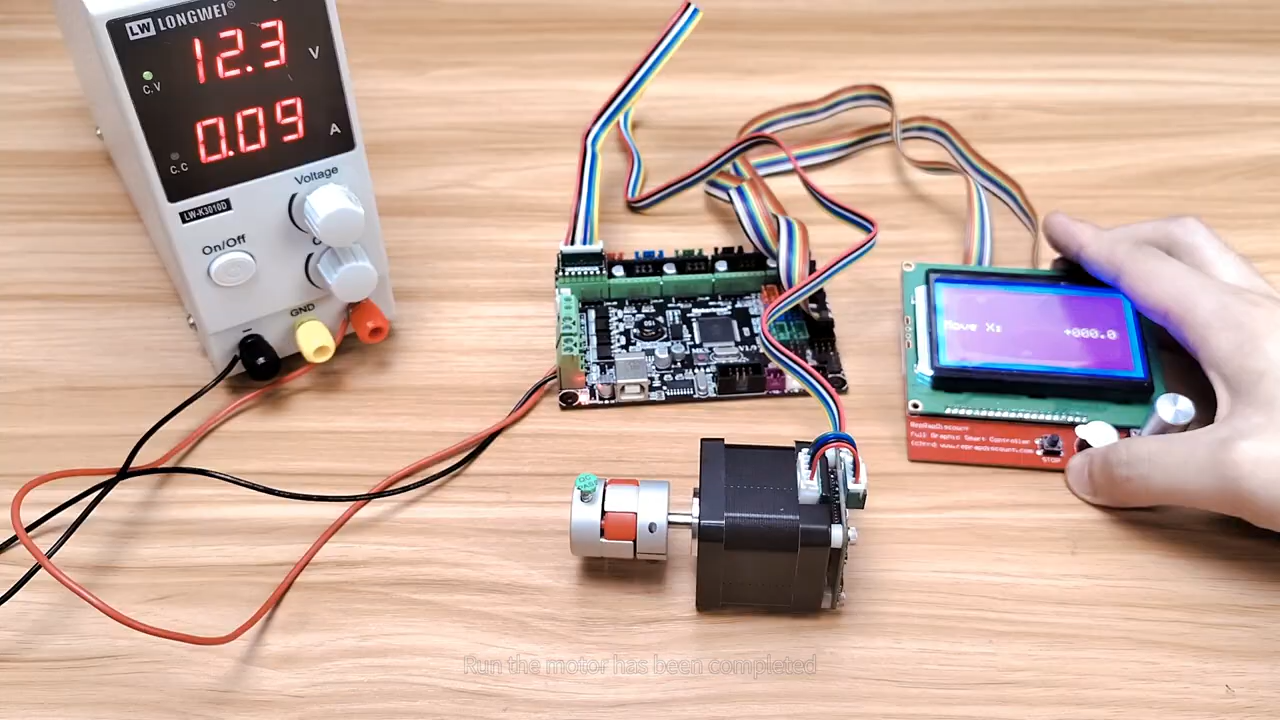 LW LONGWEI
12.3 V
C.V
0.09 A
C.C
Voltage
LW-K3010D
On/Off
GND
Move X: +000.0
RepRapDiscount
Full Graphic Smart Controller
STOP
Run the motor has been completed